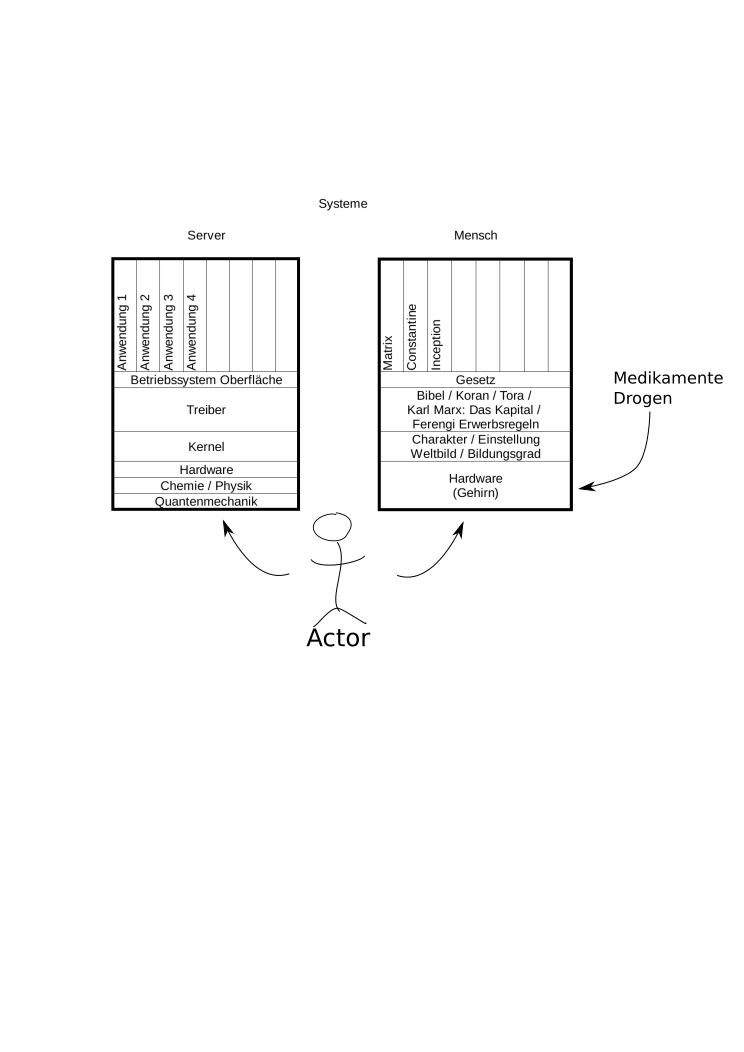 Systeme
Server
Mensch
Anwendung 1
Anwendung 2
Anwendung 3
Anwendung 4
Betriebssystem Oberfläche
Treiber
Kernel
Hardware
Chemie / Physik
Quantenmechanik
Matrix
Constantine
Inception
Gesetz
Bibel / Koran / Tora /
Karl Marx: Das Kapital /
Ferengi Erwerbsregeln
Charakter / Einstellung
Weltbild / Bildungsgrad
Hardware
(Gehirn)
Medikamente
Drogen
Actor